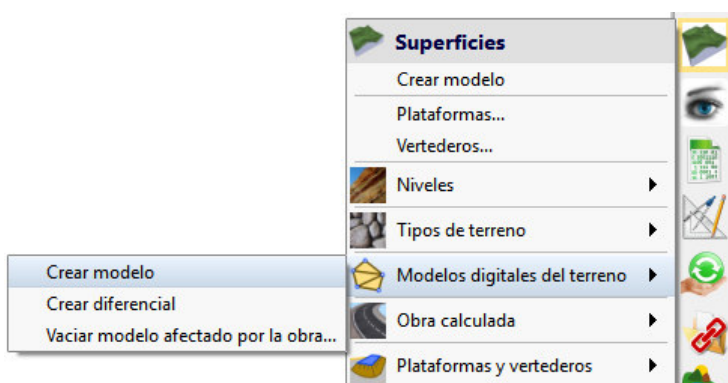 Superficies
Crear modelo
Plataformas...
Vertederos...
Niveles
Tipos de terreno
Modelos digitales del terreno
Obra calculada
Plataformas y vertederos
Crear modelo
Crear diferencial
Vaciar modelo afectado por la obra...